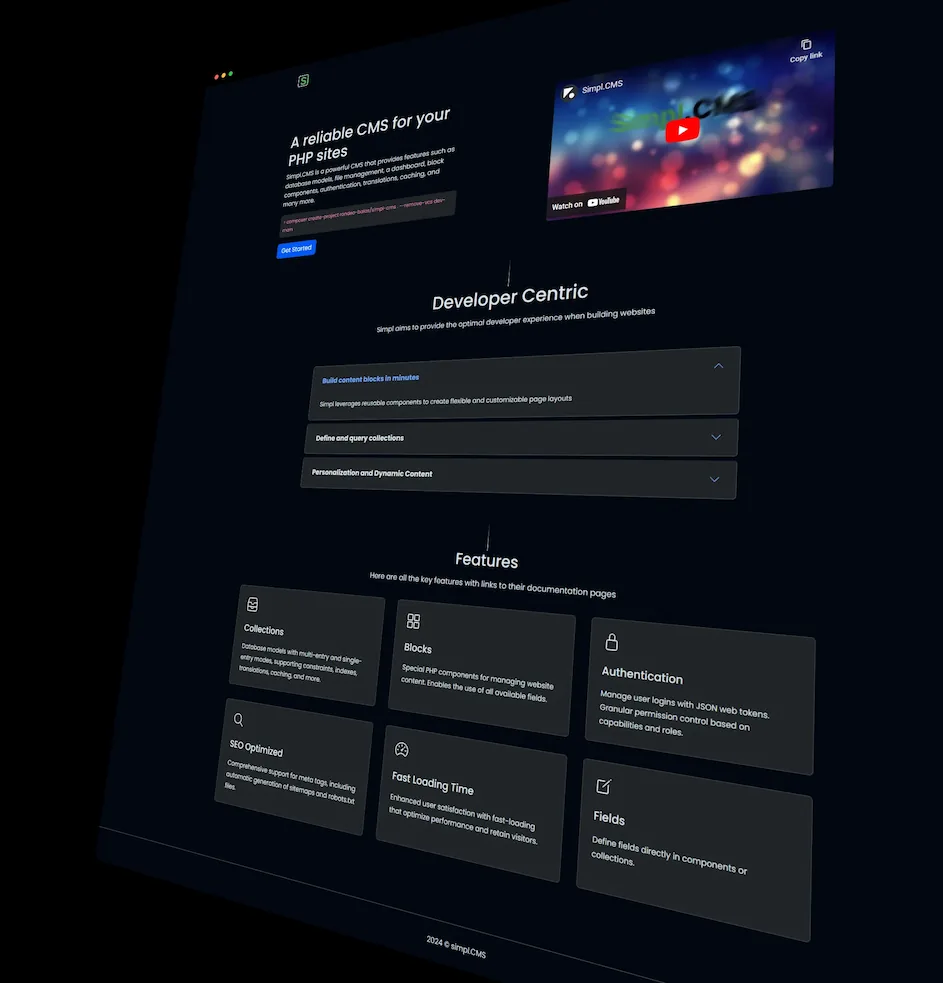 S
A reliable CMS for your
PHP sites
Simpl.CMS is a powerful CMS that provides features such as
database models, file management, a dashboard, block
components, authentication, translations, caching, and
many more.
composer create-project --remove-vcs dev-
main
Get Started
Simpl.CMS
Copy link
Simpl.CMS
Watch on YouTube
Developer Centric
Simpl aims to provide the optimal developer experience when building websites
Build content blocks in minutes
Simpl leverages reusable components to create flexible and customizable page layouts
Define and query collections
Personalization and Dynamic Content
Features
Here are all the key features with links to their documentation pages
Collections
Database models with multi-entry and single-
entry modes, supporting constraints, indexes,
translations, caching, and more.
Blocks
Special PHP components for managing website
content. Enables the use of all available fields.
Authentication
Manage user logins with JSON web tokens.
Granular permission control based on
capabilities and roles.
SEO Optimized
Comprehensive support for meta tags, including
automatic generation of sitemaps and robots.txt
files.
Fast Loading Time
Enhanced user satisfaction with fast-loading
that optimize performance and retain visitors.
Fields
Define fields directly in components or
collections.
2024 © simpl.CMS